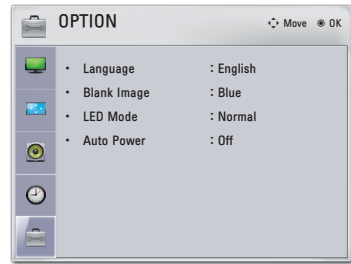 OPTION
Move OK
• Language : English
• Blank Image : Blue
• LED Mode : Normal
• Auto Power : Off